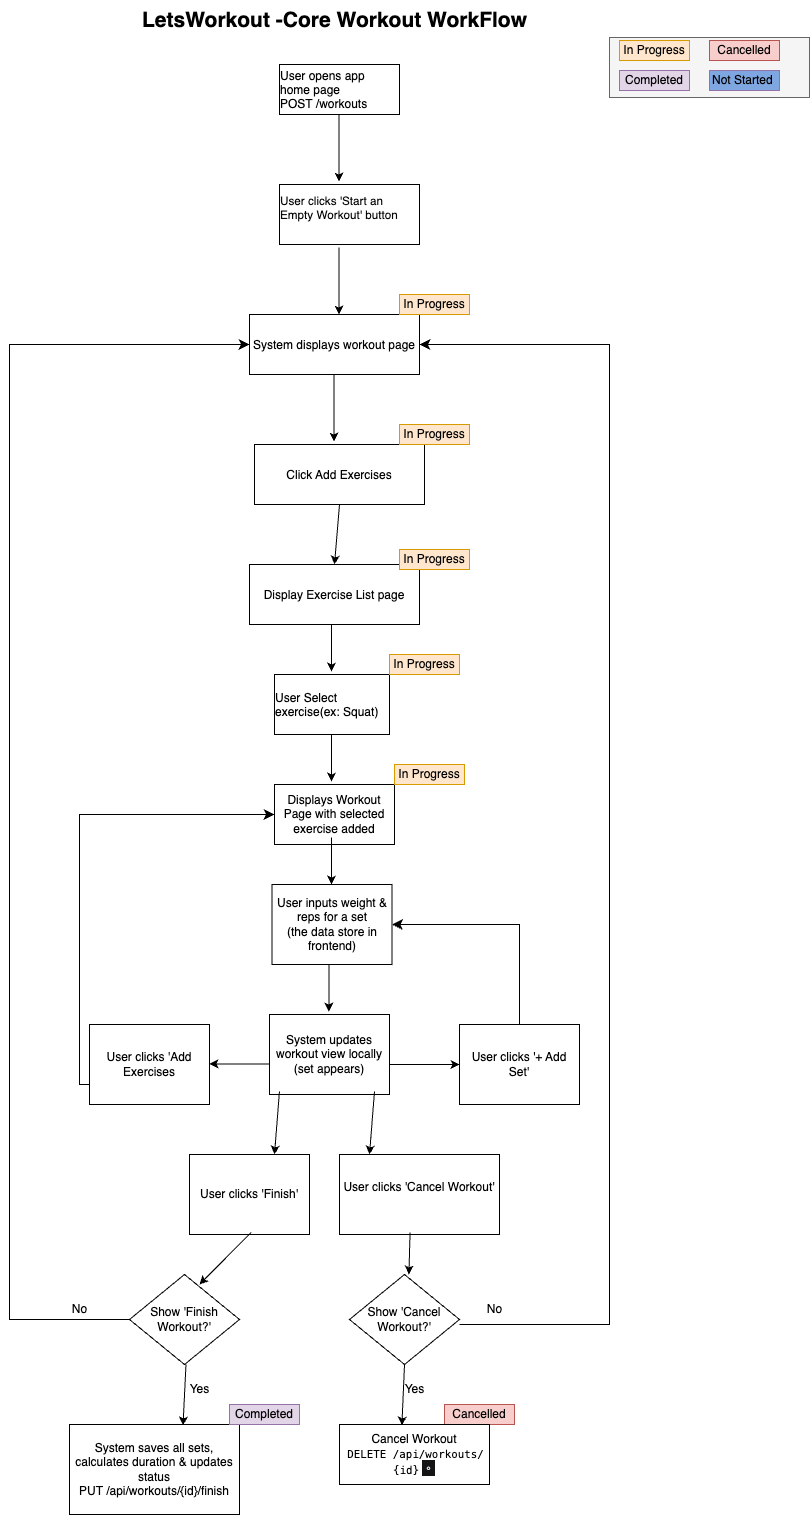 LetsWorkout -Core Workout WorkFlow
In Progress
Cancelled
Completed
Not Started
User opens app
home page
POST /workouts
User clicks 'Start an
Empty Workout' button
In Progress
System displays workout page
In Progress
Click Add Exercises
In Progress
Display Exercise List page
In Progress
User Select
exercise(ex: Squat)
In Progress
Displays Workout
Page with selected
exercise added
User inputs weight &
reps for a set
(the data store in
frontend)
User clicks 'Add
Exercises
System updates
workout view locally
(set appears)
User clicks '+ Add
Set'
User clicks 'Finish'
User clicks 'Cancel Workout'
No
Show 'Finish
Workout?'
Show 'Cancel
Workout?'
No
Yes
Yes
Completed
Cancelled
System saves all sets,
calculates duration & updates
status
PUT /api/workouts/{id}/finish
Cancel Workout
DELETE /api/workouts/
{id}